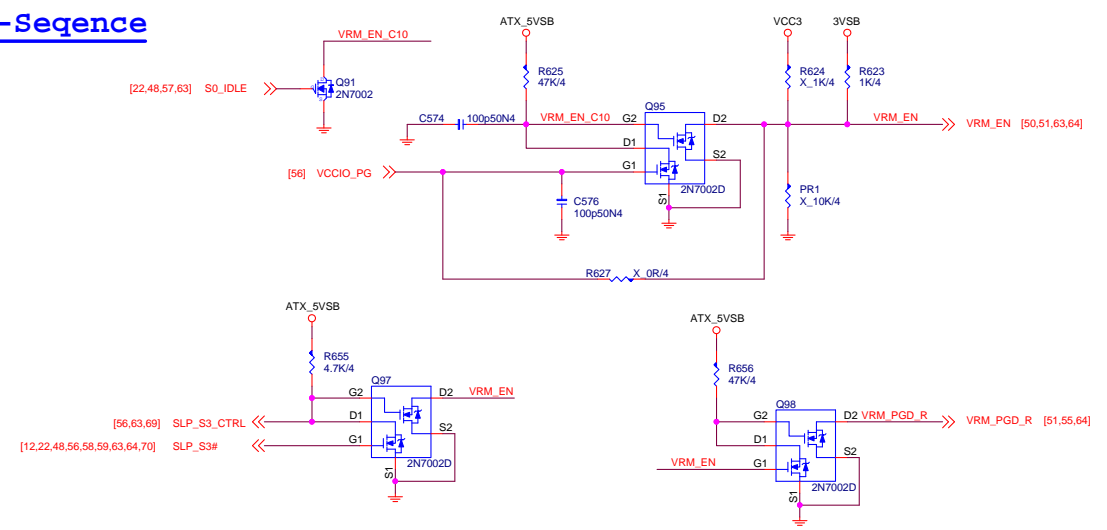 -Seqence
VRM_EN_C10
Q91
2N7002
[22,48,57,63] S0_IDLE
ATX_5VSB
VCC3
3VSB
R625
47K/4
R624
X_1K/4
R623
1K/4
Q95
C574
100p50N4
VRM_EN_C10
G2
D2
VRM_EN
VRM_EN [50,51,63,64]
D1
S2
[56] VCCIO_PG
G1
2N7002D
S1
C576
100p50N4
PR1
X_10K/4
R627
X_0R/4
ATX_5VSB
R655
4.7K/4
Q97
G2
D2
VRM_EN
[56,63,69] SLP_S3_CTRL
D1
S2
[12,22,48,56,58,59,63,64,70] SLP_S3#
G1
2N7002D
S1
ATX_5VSB
R656
47K/4
Q98
G2
D2
VRM_PGD_R
VRM_PGD_R [51,55,64]
D1
S2
VRM_EN
G1
2N7002D
S1